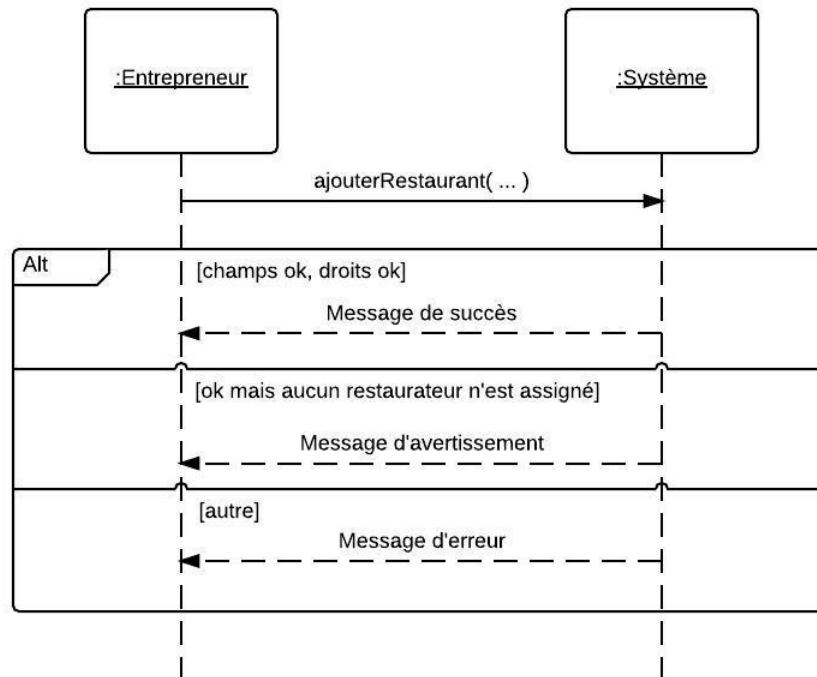 :Entrepreneur
:Système
ajouterRestaurant( ... )
Alt
[champs ok, droits ok]
Message de succès
[ok mais aucun restaurateur n'est assigné]
Message d'avertissement
[autre]
Message d'erreur